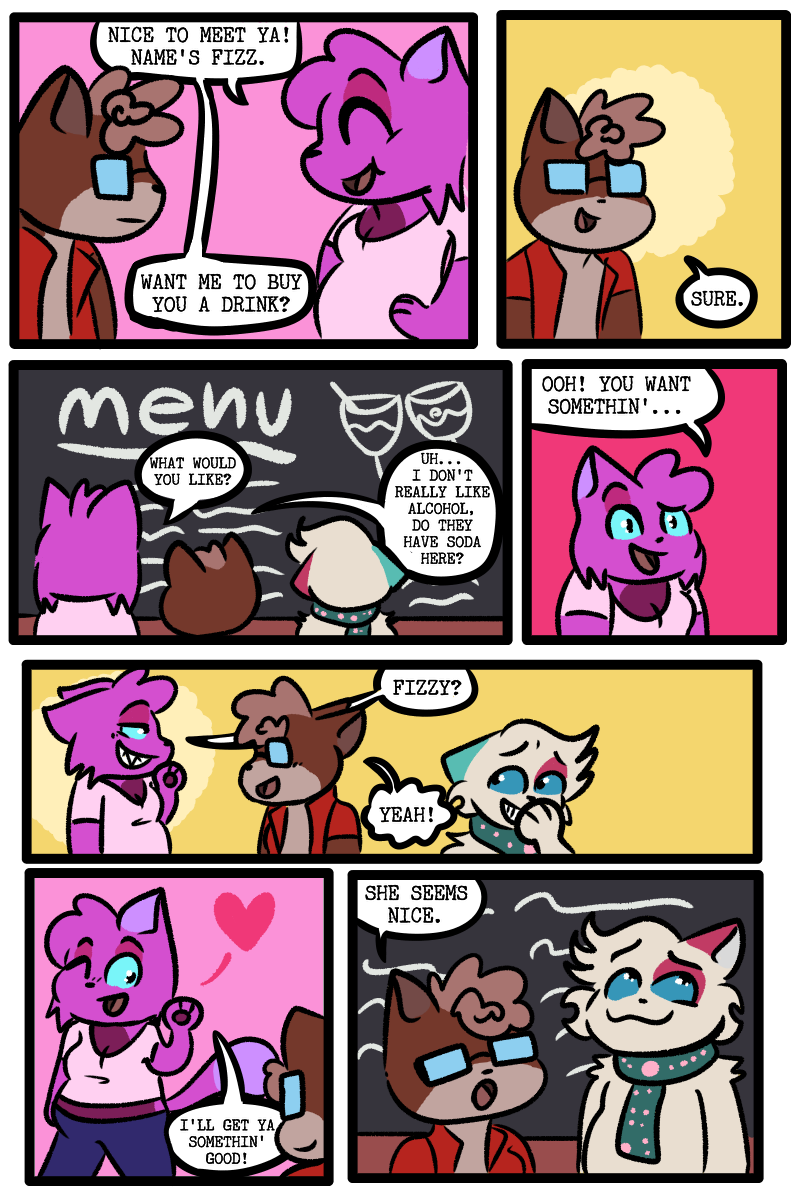 NICE TO MEET YA!
NAME'S FIZZ.
WANT ME TO BUY
YOU A DRINK?
SURE.
menu
WHAT WOULD
YOU LIKE?
UH...
I DON'T
REALLY LIKE
ALCOHOL,
DO THEY
HAVE SODA
HERE?
OOH! YOU WANT
SOMETHIN'...
FIZZY?
YEAH!
I'LL GET YA
SOMETHIN'
GOOD!
SHE SEEMS
NICE.